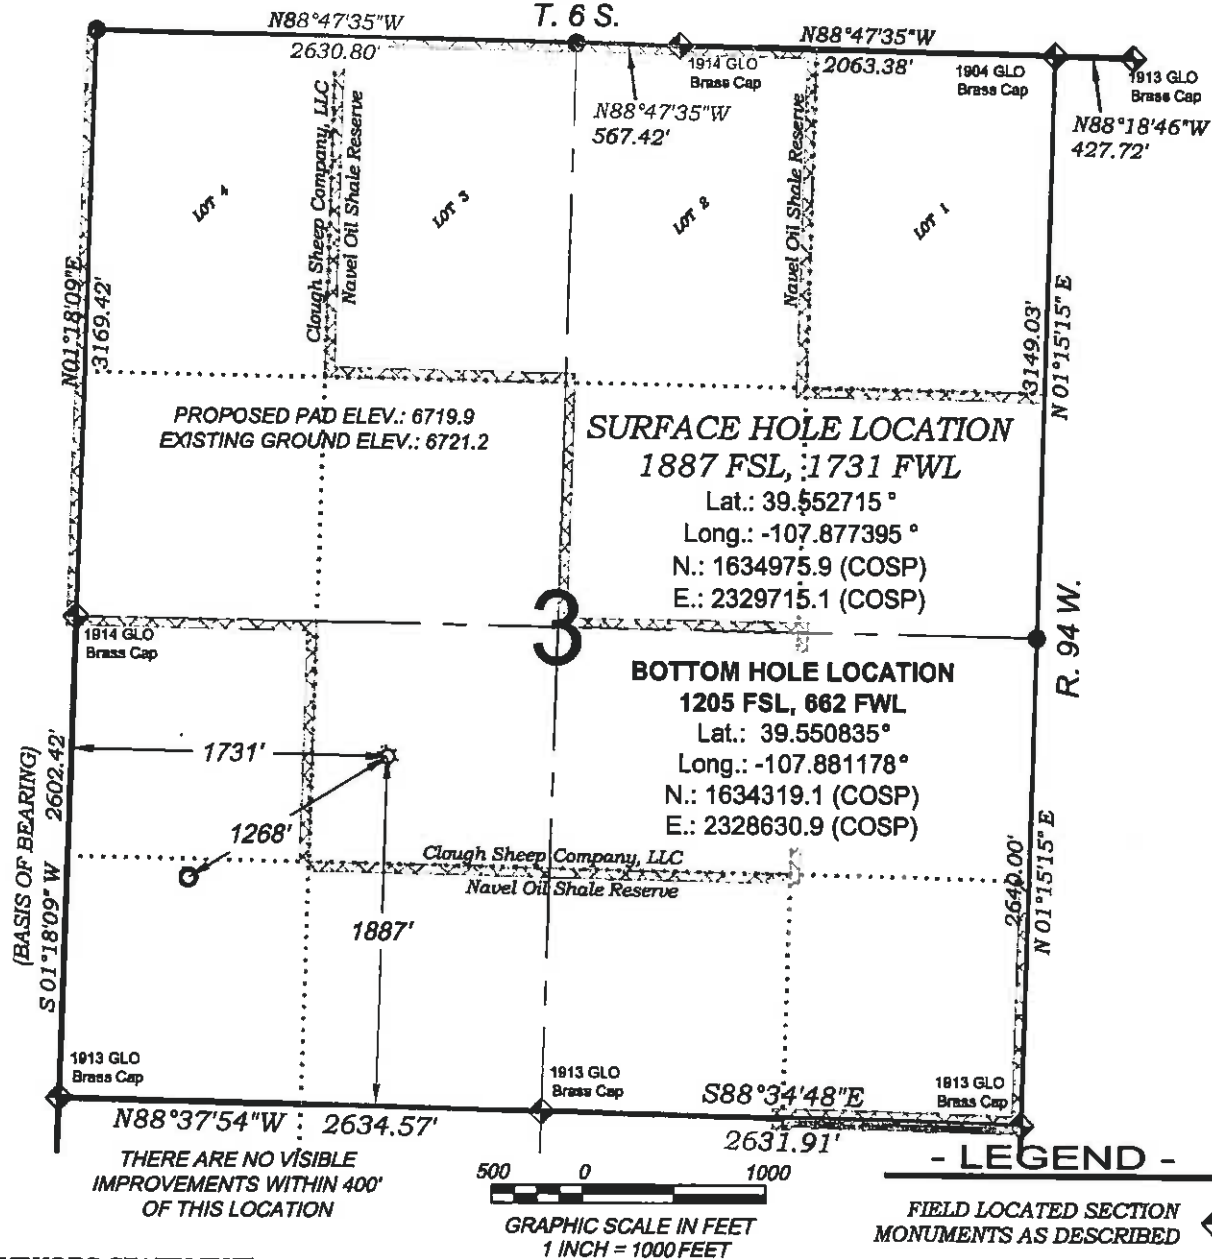 T. 6 S.
N88°47'35"W
2630.80'
N88°47'35"W
2063.38'
1914 GLO
Brass Cap
1904 GLO
Brass Cap
1913 GLO
Brass Cap
N88°47'35"W
567.42'
N88°18'46"W
427.72'
Clough Sheep Company, LLC
Navel Oil Shale Reserve
Navel Oil Shale Reserve
LOT 4
LOT 3
LOT 2
LOT 1
N01°18'09"E
3169.42'
3149.03'
N 01°15'15" E
PROPOSED PAD ELEV.: 6719.9
EXISTING GROUND ELEV.: 6721.2
SURFACE HOLE LOCATION
1887 FSL, 1731 FWL
Lat.: 39.552715 °
Long.: -107.877395 °
N.: 1634975.9 (COSP)
E.: 2329715.1 (COSP)
3
R. 94 W.
1914 GLO
Brass Cap
BOTTOM HOLE LOCATION
1205 FSL, 662 FWL
Lat.: 39.550835°
Long.: -107.881178°
N.: 1634319.1 (COSP)
E.: 2328630.9 (COSP)
1731'
1268'
1887'
(BASIS OF BEARING)
S 01°18'09" W 2602.42'
Clough Sheep Company, LLC
Navel Oil Shale Reserve
2640.00'
N 01°15'15" E
1913 GLO
Brass Cap
1913 GLO
Brass Cap
1913 GLO
Brass Cap
N88°37'54"W 2634.57'
S88°34'48"E
2631.91'
THERE ARE NO VISIBLE
IMPROVEMENTS WITHIN 400'
OF THIS LOCATION
500 0 1000
GRAPHIC SCALE IN FEET
1 INCH = 1000 FEET
- LEGEND -
FIELD LOCATED SECTION
MONUMENTS AS DESCRIBED